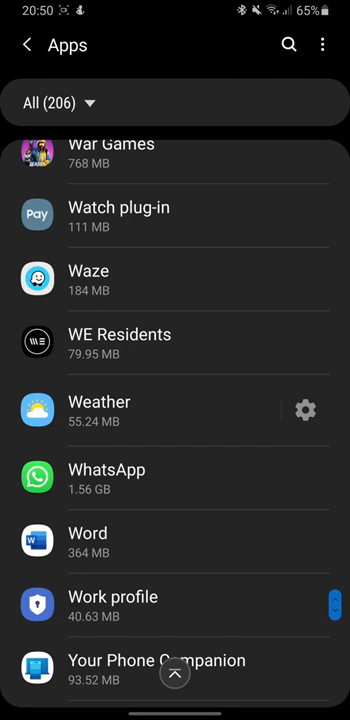 20:50
65%
Apps
All (206)
War Games
768 MB
Pay
Watch plug-in
111 MB
Waze
184 MB
WE
WE Residents
79.95 MB
Weather
55.24 MB
WhatsApp
1.56 GB
W
Word
364 MB
Work profile
40.63 MB
Your Phone Companion
93.52 MB